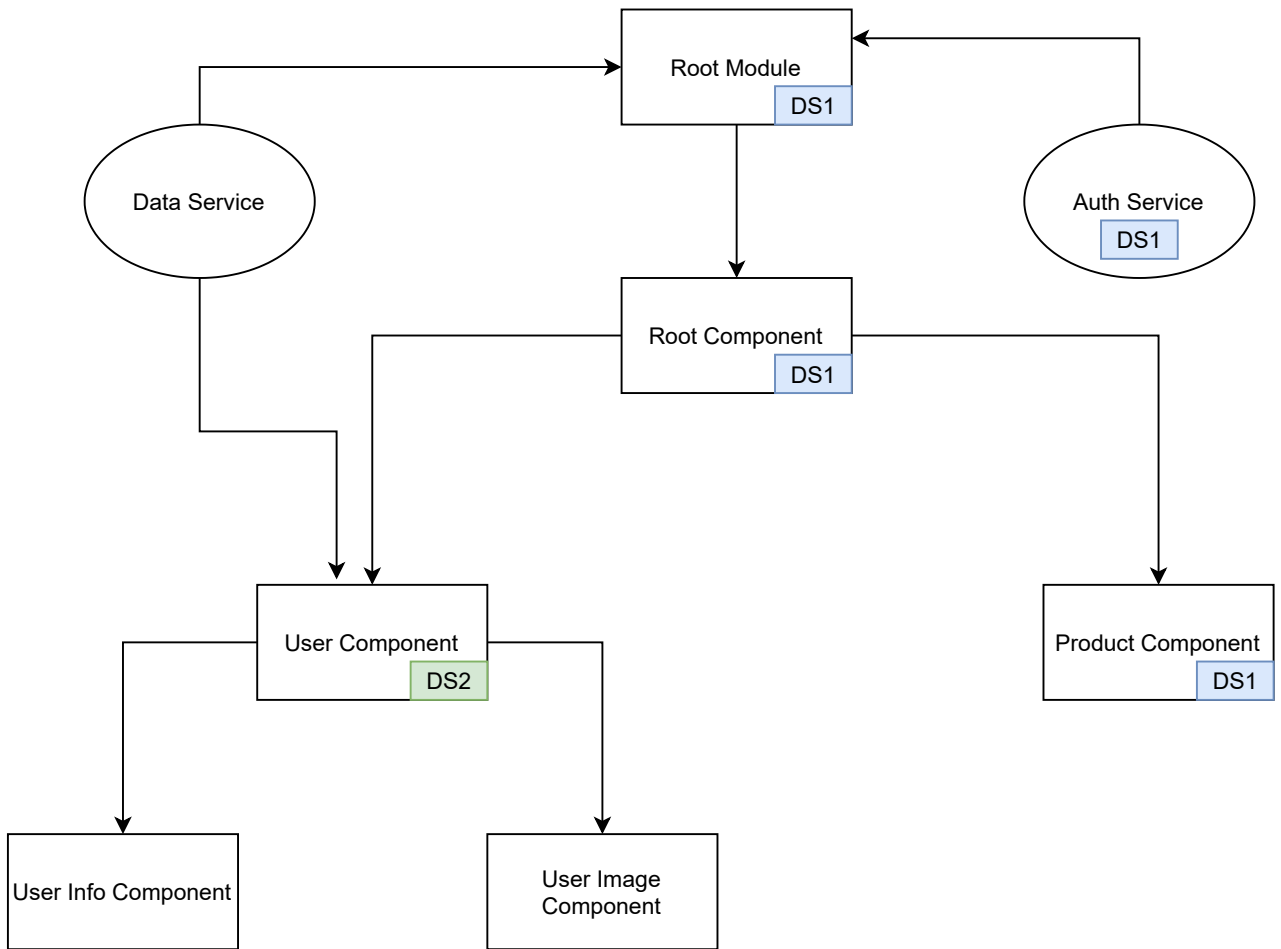 Root Module
DS1
Data Service
Auth Service
DS1
Root Component
DS1
User Component
DS2
Product Component
DS1
User Info Component
User Image
Component